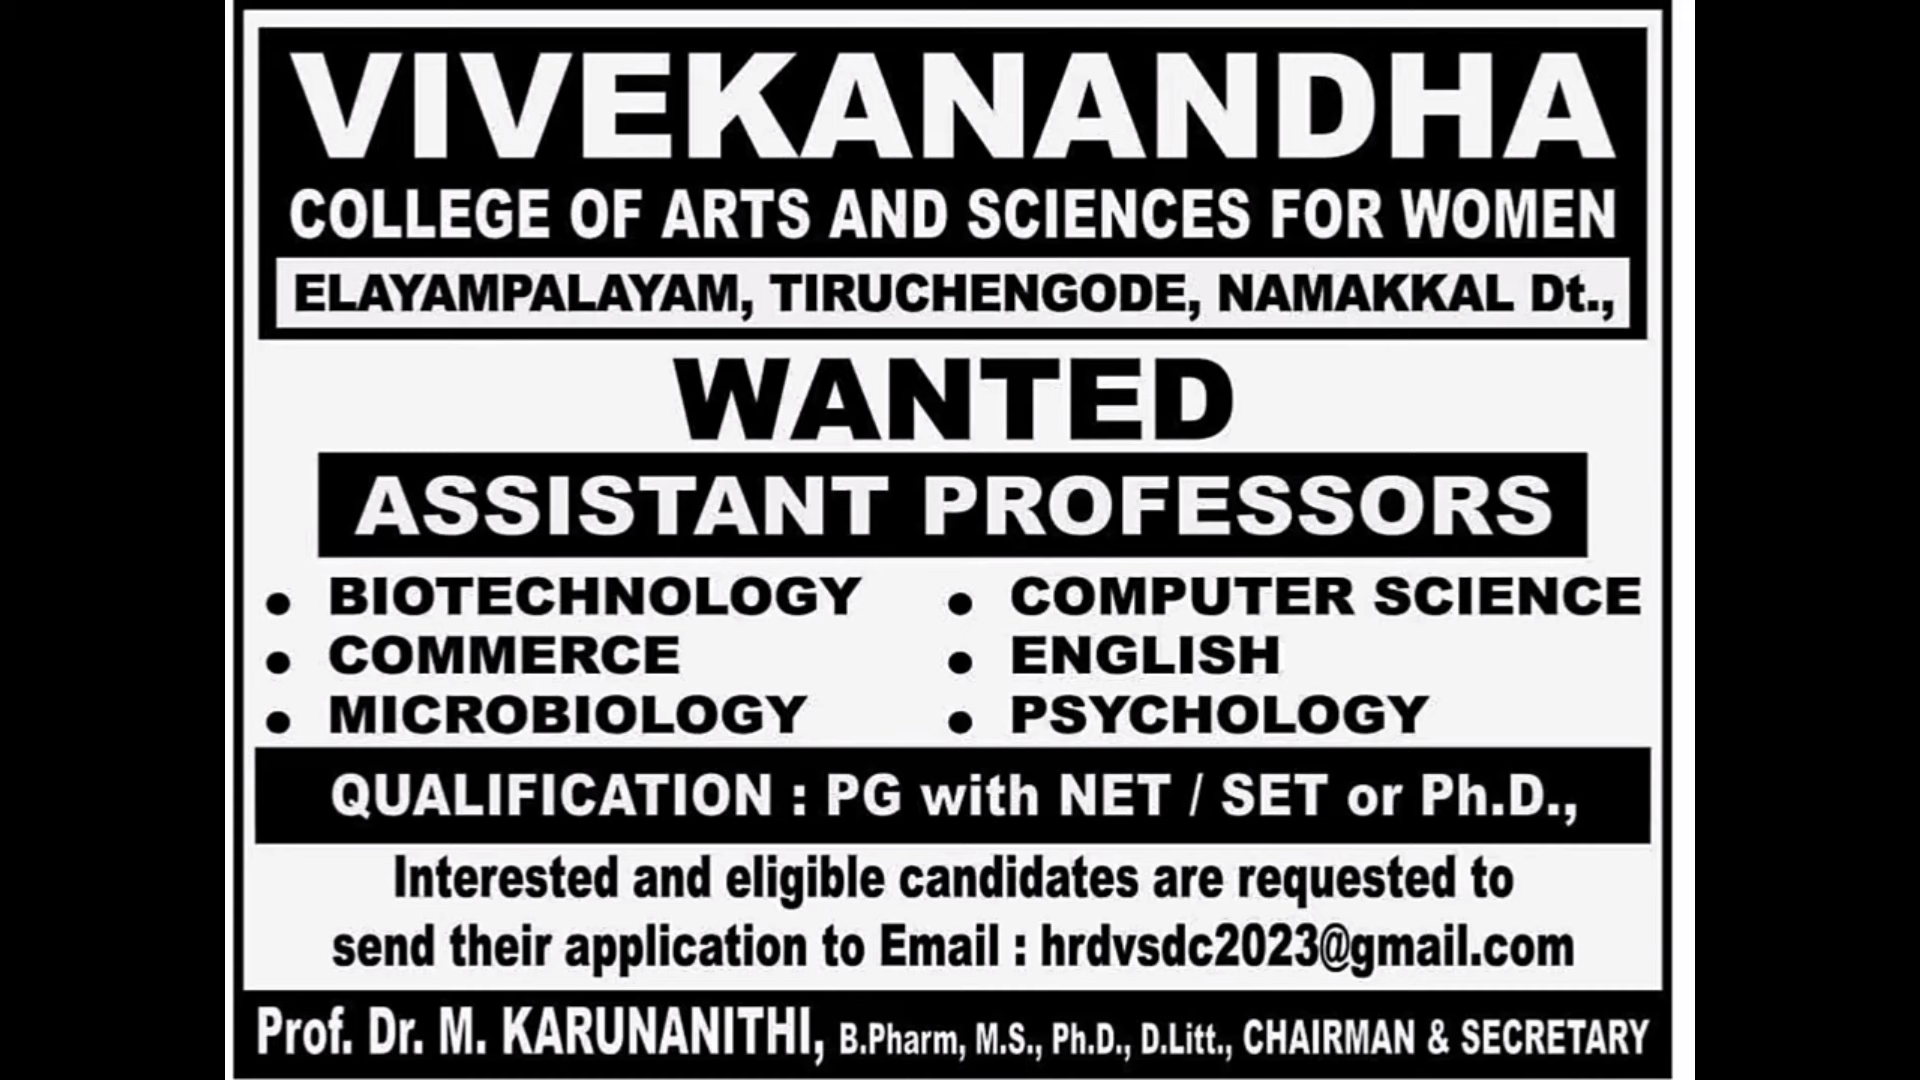 VIVEKANANDHA
COLLEGE OF ARTS AND SCIENCES FOR WOMEN
ELAYAMPALAYAM, TIRUCHENGODE, NAMAKKAL Dt.,
WANTED
ASSISTANT PROFESSORS
• BIOTECHNOLOGY • COMPUTER SCIENCE
• COMMERCE • ENGLISH
• MICROBIOLOGY • PSYCHOLOGY
QUALIFICATION : PG with NET / SET or Ph.D.,
Interested and eligible candidates are requested to
send their application to Email : hrdvsdc2023@gmail.com
Prof. Dr. M. KARUNANITHI, B.Pharm, M.S., Ph.D., D.Litt., CHAIRMAN & SECRETARY